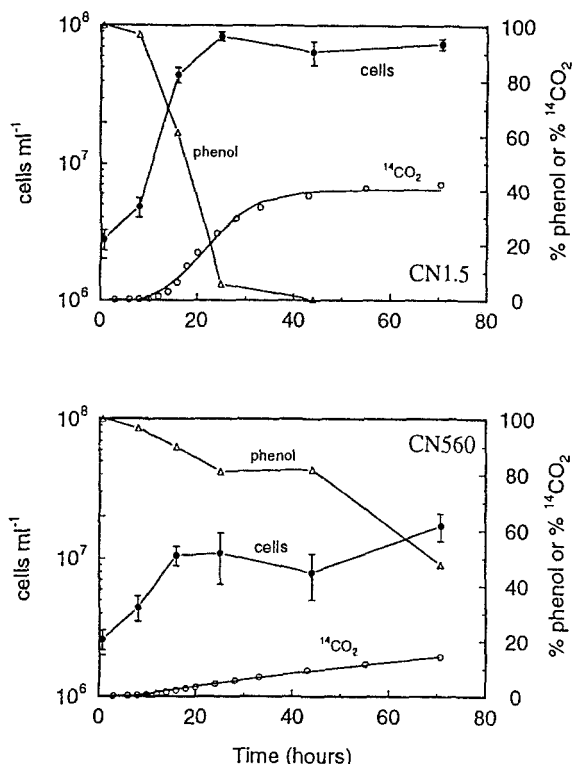 10⁸
10⁷
10⁶
cells ml⁻¹
cells
phenol
¹⁴CO₂
CN1.5
100
80
60
40
20
0
% phenol or % ¹⁴CO₂
0
20
40
60
80
10⁸
10⁷
10⁶
cells ml⁻¹
phenol
cells
¹⁴CO₂
CN560
100
80
60
40
20
0
% phenol or % ¹⁴CO₂
0
20
40
60
80
Time (hours)